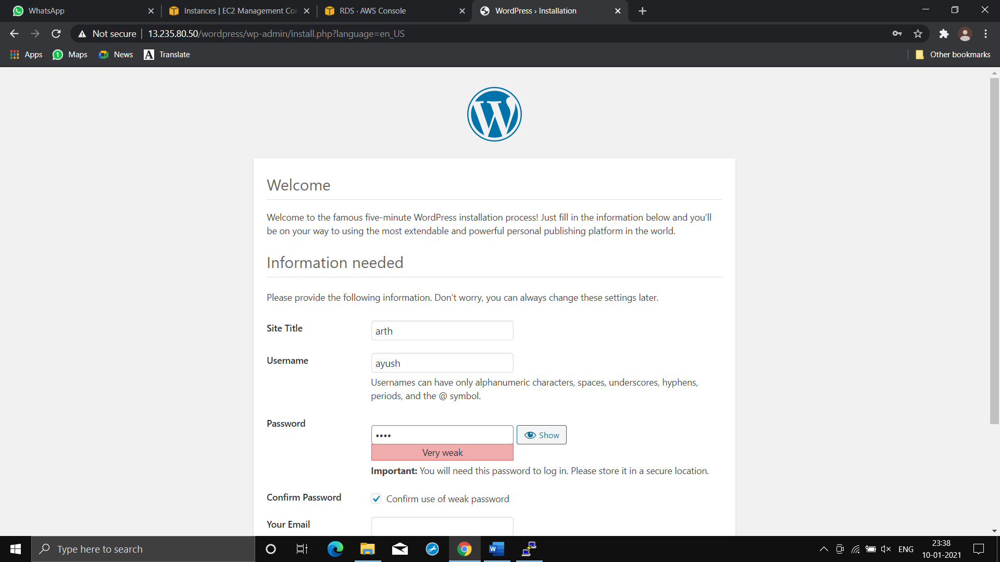 WhatsApp
Instances | EC2 Management Con
RDS · AWS Console
WordPress › Installation
Not secure
13.235.80.50/wordpress/wp-admin/install.php?language=en_US
Apps
Maps
News
A Translate
Other bookmarks
W
Welcome
Welcome to the famous five-minute WordPress installation process! Just fill in the information below and you’ll
be on your way to using the most extendable and powerful personal publishing platform in the world.
Information needed
Please provide the following information. Don’t worry, you can always change these settings later.
Site Title
arth
Username
ayush
Usernames can have only alphanumeric characters, spaces, underscores, hyphens,
periods, and the @ symbol.
Password
••••
Show
Very weak
Important: You will need this password to log in. Please store it in a secure location.
Confirm Password
Confirm use of weak password
Your Email
Type here to search
ENG
23:38
10-01-2021